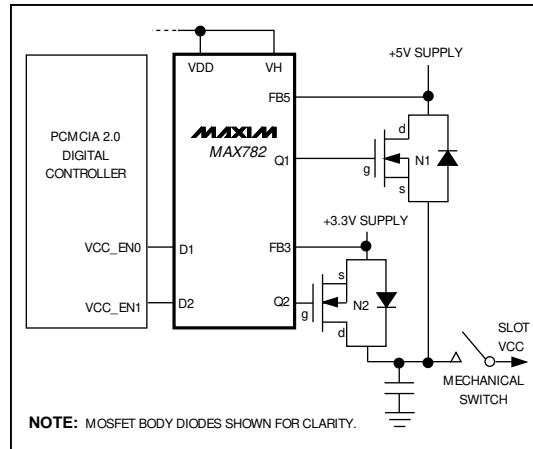 VDD VH
+5V SUPPLY
FB5
PCMCIA 2.0
DIGITAL
CONTROLLER
MAXIM
MAX782
d
Q1
g
N1
s
+3.3V SUPPLY
VCC_EN0
D1
FB3
s
VCC_EN1
D2
Q2
g
N2
d
SLOT
VCC
MECHANICAL
SWITCH
NOTE: MOSFET BODY DIODES SHOWN FOR CLARITY.